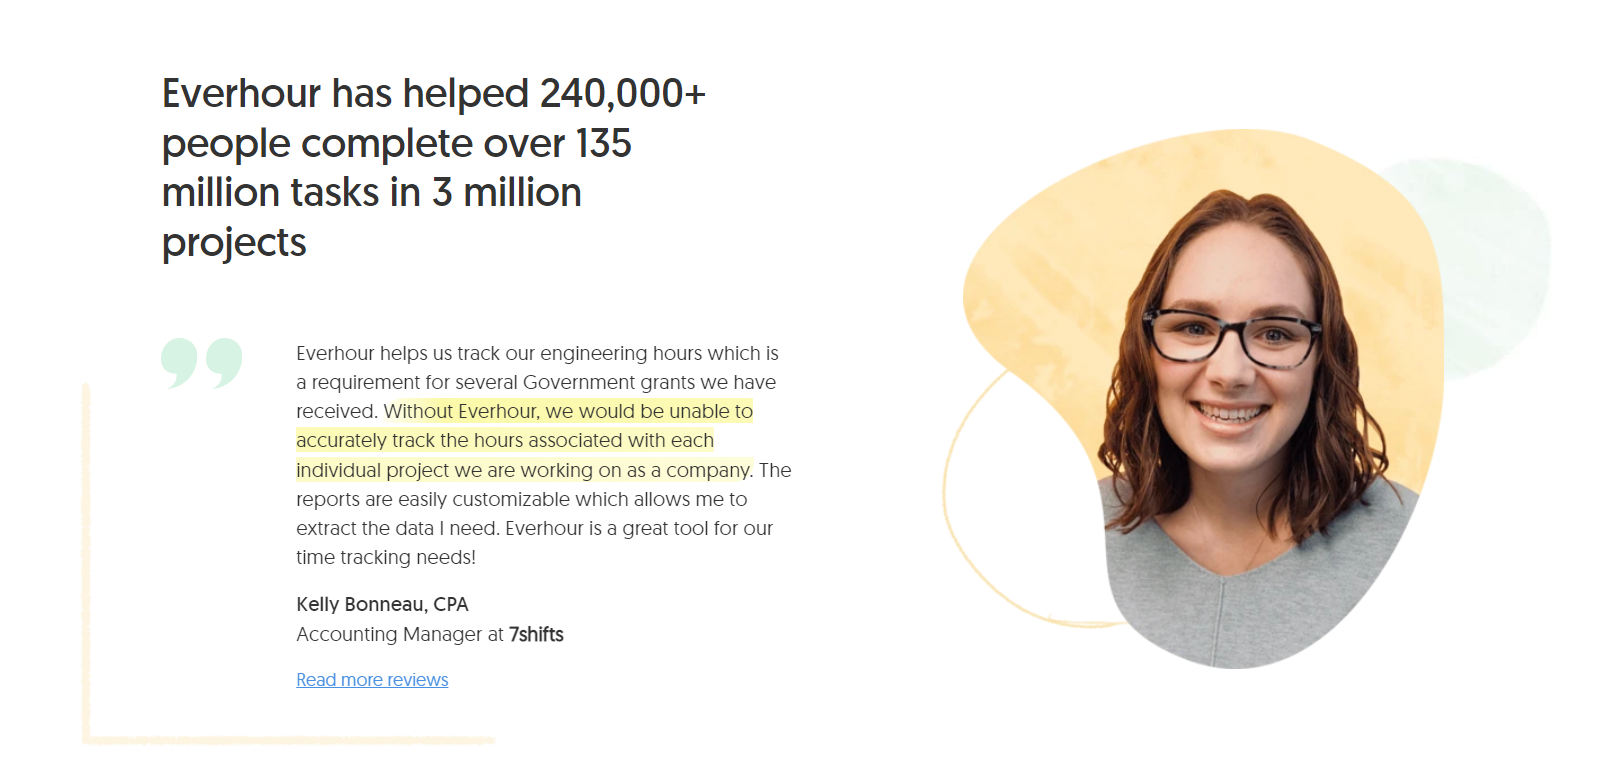 Everhour has helped 240,000+
people complete over 135
million tasks in 3 million
projects
Everhour helps us track our engineering hours which is
a requirement for several Government grants we have
received. Without Everhour, we would be unable to
accurately track the hours associated with each
individual project we are working on as a company. The
reports are easily customizable which allows me to
extract the data I need. Everhour is a great tool for our
time tracking needs!
Kelly Bonneau, CPA
Accounting Manager at 7shifts
Read more reviews